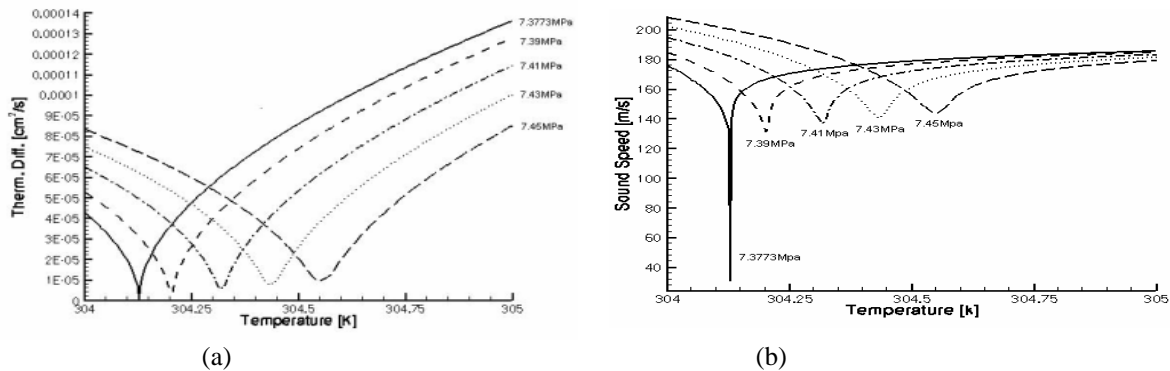 0.00014
0.00013
0.00012
0.00011
0.0001
9E-05
8E-05
7E-05
6E-05
5E-05
4E-05
3E-05
2E-05
1E-05
0
Therm. Diff. [cm²/s]
304
304.25
304.5
304.75
305
Temperature [K]
7.3773MPa
7.39MPa
7.41MPa
7.43MPa
7.45MPa
(a)
200
180
160
140
120
100
80
60
40
Sound Speed [m/s]
304
304.25
304.5
304.75
305
Temperature [k]
7.39MPa
7.41Mpa
7.43MPa
7.45MPa
7.3773Mpa
(b)